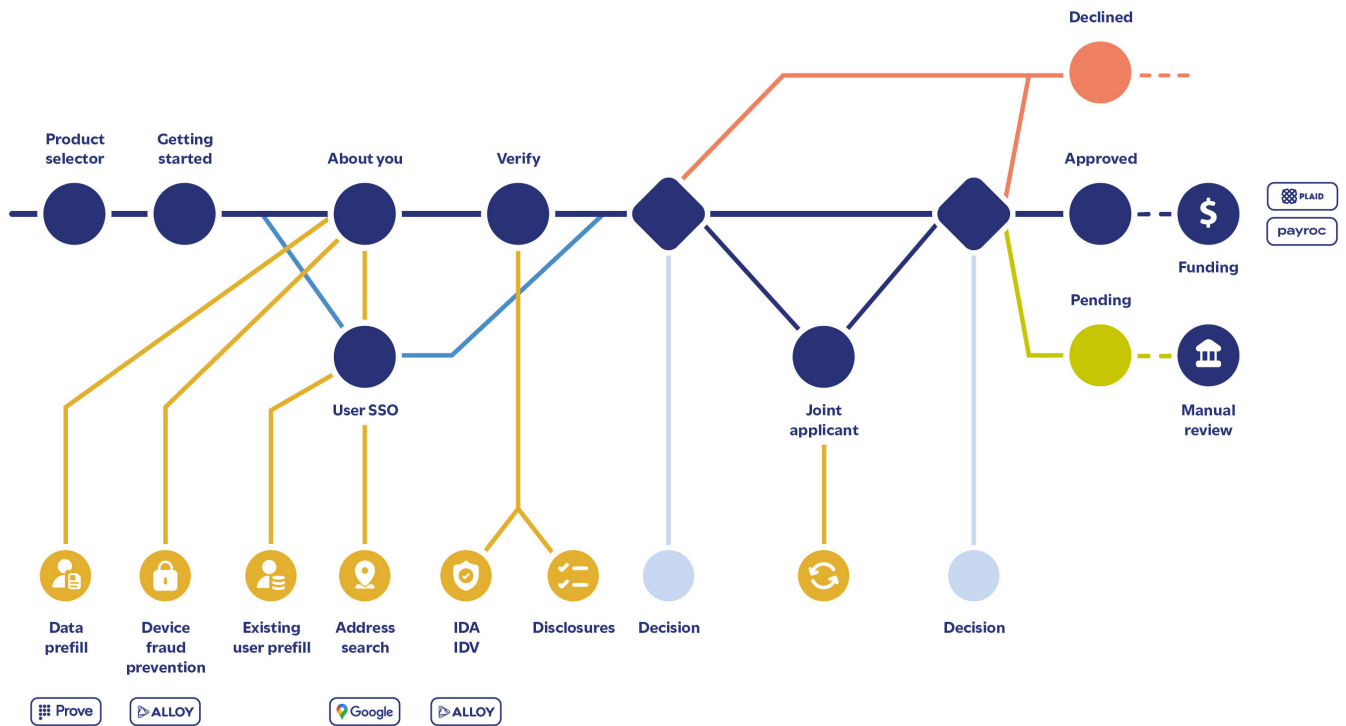 Declined
Product
selector
Getting
started
About you
Verify
Approved
PLAID
payroc
$
Funding
Pending
User SSO
Joint
applicant
Manual
review
Data
prefill
Device
fraud
prevention
Existing
user prefill
Address
search
IDA
IDV
Disclosures
Decision
Decision
Prove
ALLOY
Google
ALLOY